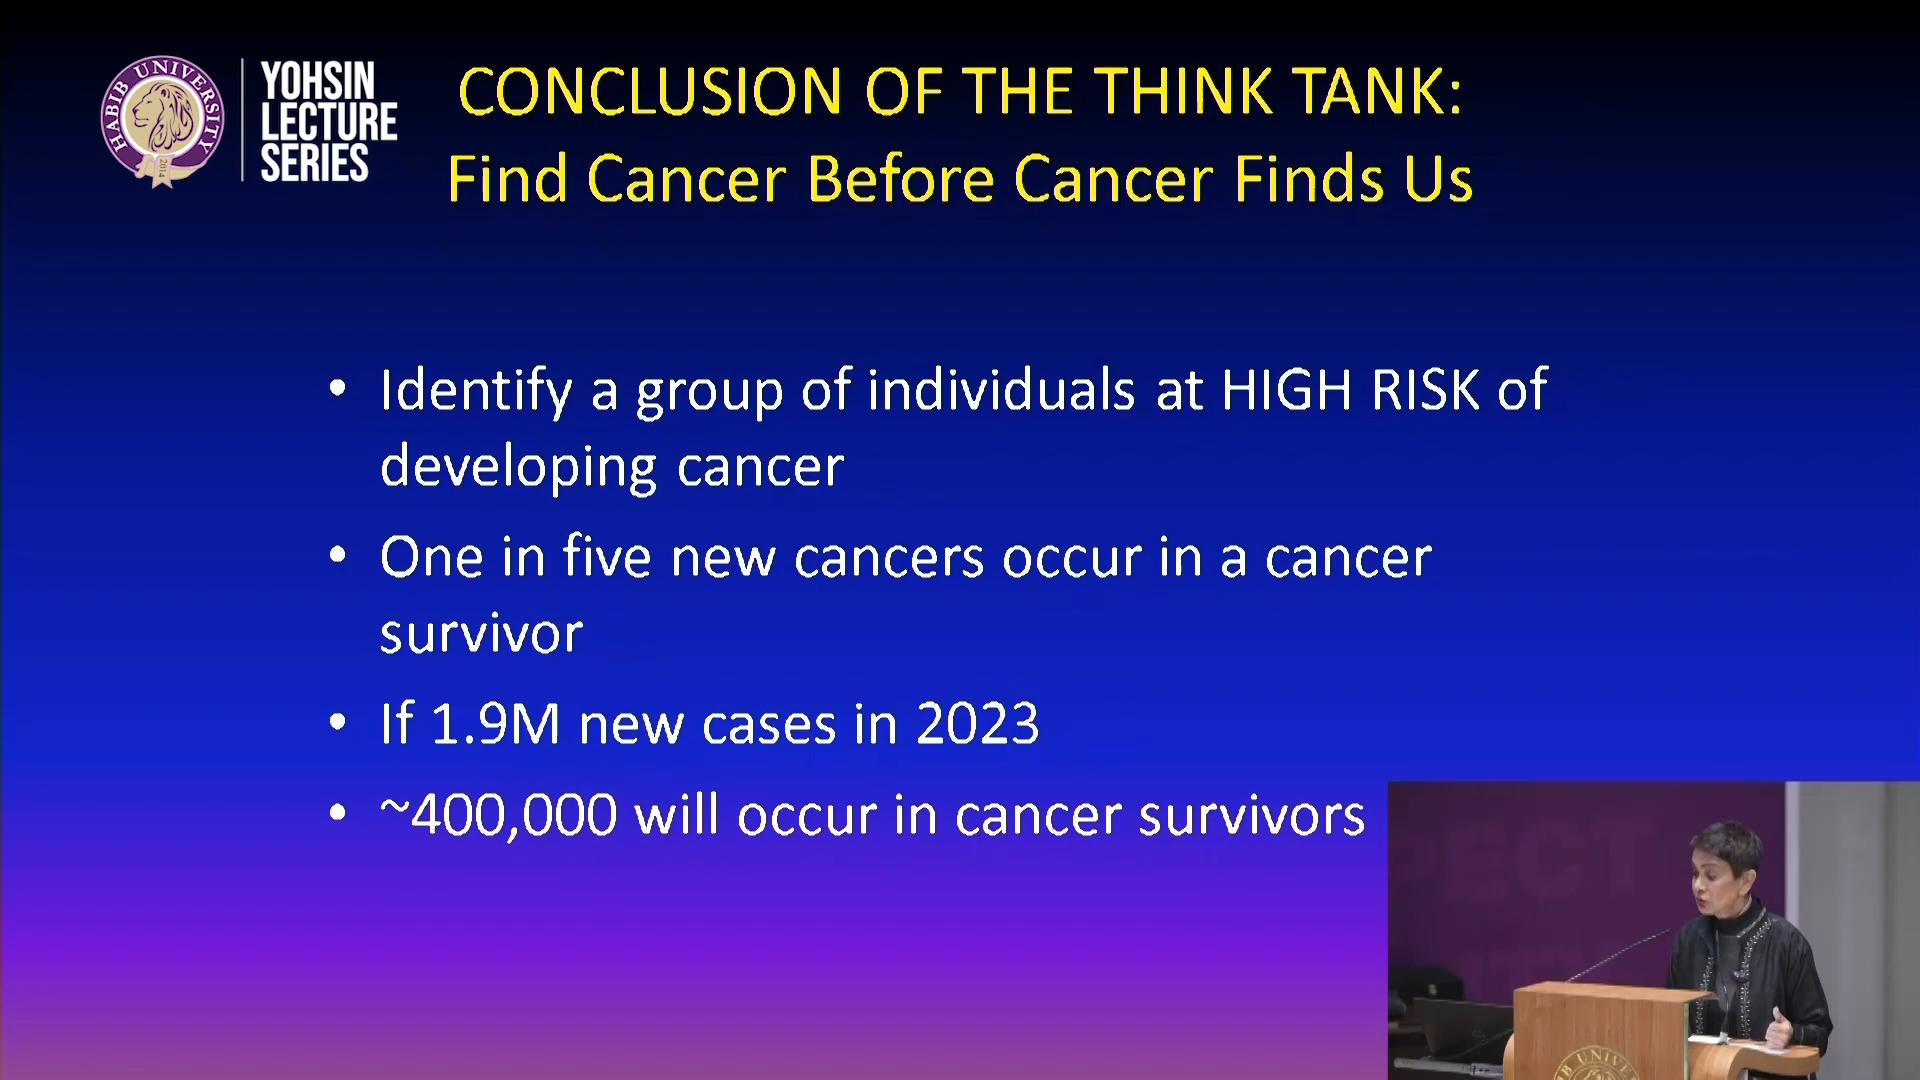 HABIB UNIVERSITY
2014
YOHSIN
LECTURE
SERIES
CONCLUSION OF THE THINK TANK:
Find Cancer Before Cancer Finds Us
• Identify a group of individuals at HIGH RISK of
developing cancer
• One in five new cancers occur in a cancer
survivor
• If 1.9M new cases in 2023
• ~400,000 will occur in cancer survivors
PECT